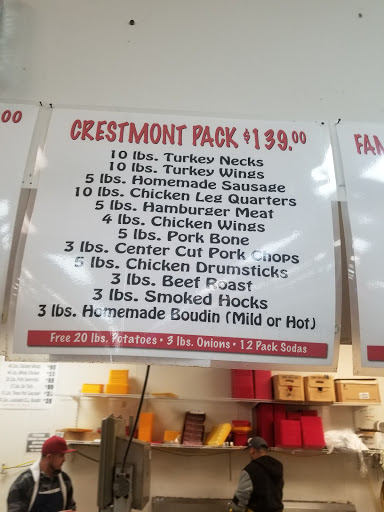 .00
CRESTMONT PACK $139.00
10 lbs. Turkey Necks
10 lbs. Turkey Wings
5 lbs. Homemade Sausage
10 lbs. Chicken Leg Quarters
5 lbs. Hamburger Meat
4 lbs. Chicken Wings
5 lbs. Pork Bone
3 lbs. Center Cut Pork Chops
5 lbs. Chicken Drumsticks
3 lbs. Beef Roast
3 lbs. Smoked Hocks
3 lbs. Homemade Boudin (Mild or Hot)
Free 20 lbs. Potatoes • 3 lbs. Onions • 12 Pack Sodas
FAM